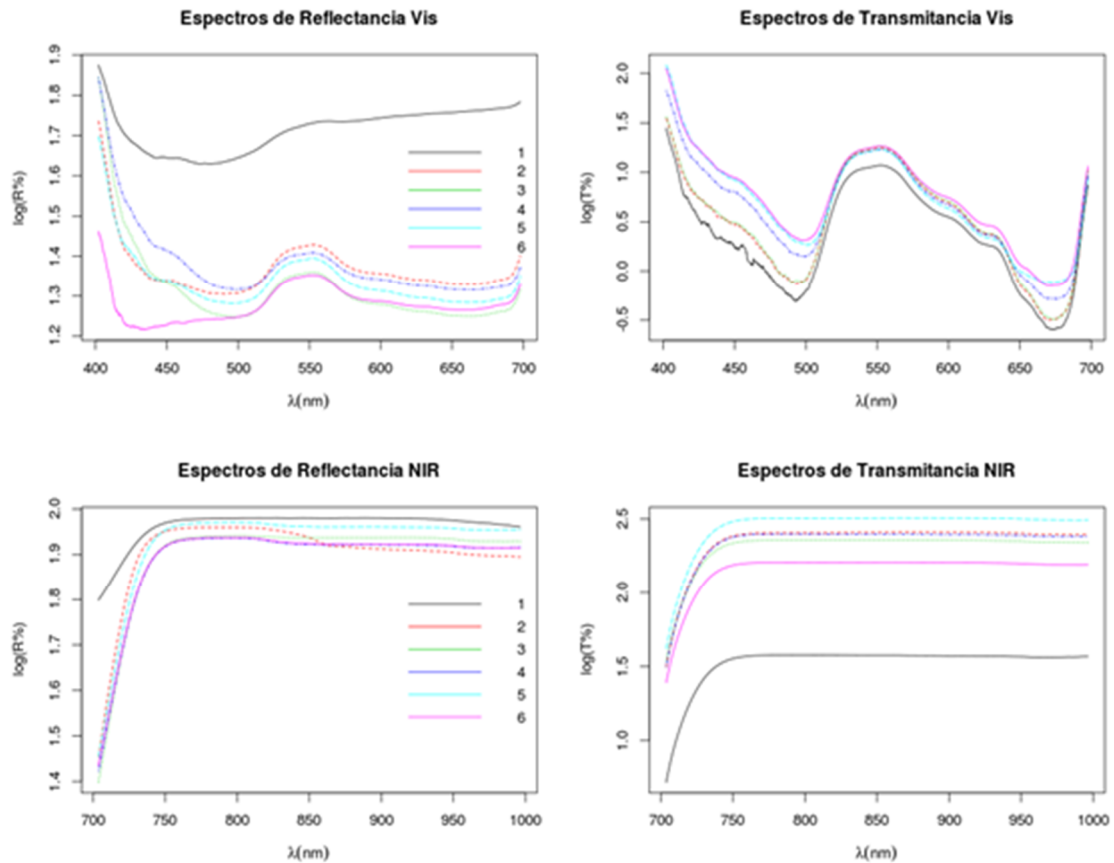 Espectros de Reflectancia Vis
log(R%)
1.9
1.8
1.7
1.6
1.5
1.4
1.3
1.2
1
2
3
4
5
6
400 450 500 550 600 650 700
λ(nm)
Espectros de Transmitancia Vis
log(T%)
2.0
1.5
1.0
0.5
0.0
-0.5
400 450 500 550 600 650 700
λ(nm)
Espectros de Reflectancia NIR
log(R%)
2.0
1.9
1.8
1.7
1.6
1.5
1.4
1
2
3
4
5
6
700 750 800 850 900 950 1000
λ(nm)
Espectros de Transmitancia NIR
log(T%)
2.5
2.0
1.5
1.0
700 750 800 850 900 950 1000
λ(nm)